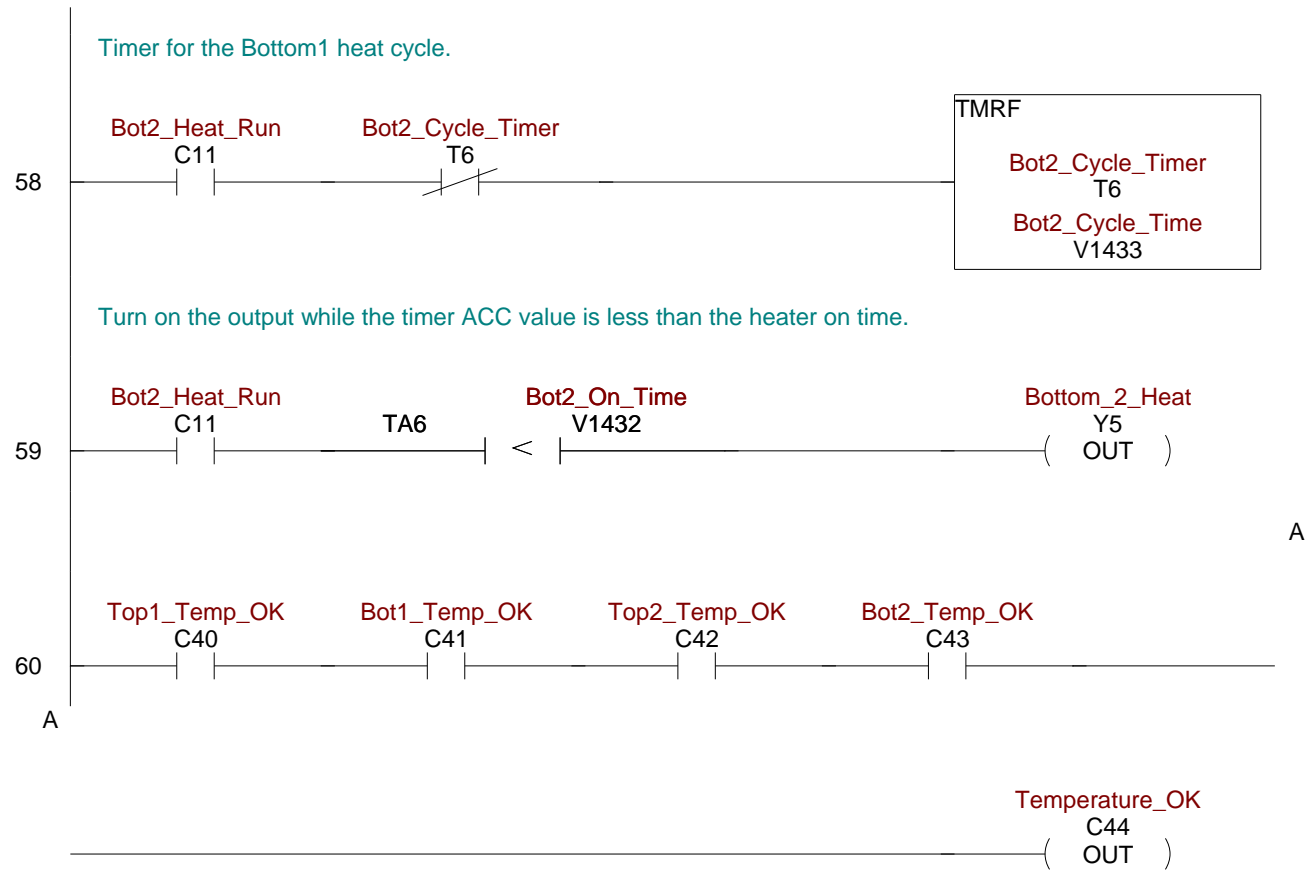 Timer for the Bottom1 heat cycle.
TMRF
Bot2_Heat_Run Bot2_Cycle_Timer
C11 T6
Bot2_Cycle_Timer
T6
58
Bot2_Cycle_Time
V1433
Turn on the output while the timer ACC value is less than the heater on time.
Bot2_Heat_Run Bot2_On_Time Bottom_2_Heat
C11 TA6 V1432 Y5
59 < ( OUT )
A
Top1_Temp_OK Bot1_Temp_OK Top2_Temp_OK Bot2_Temp_OK
C40 C41 C42 C43
60
A
Temperature_OK
C44
( OUT )